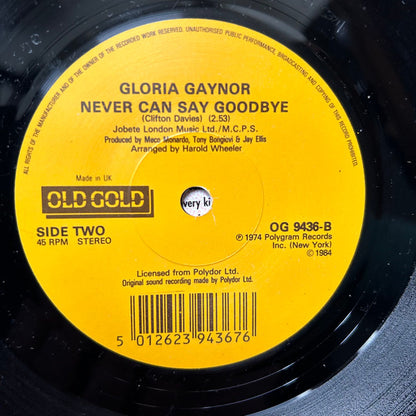 ALL RIGHTS OF THE MANUFACTURER AND OF THE OWNER OF THE RECORDED WORK RESERVED. UNAUTHORISED PUBLIC PERFORMANCE, BROADCASTING AND COPYING OF THIS RECORD PROHIBITED.
GLORIA GAYNOR
NEVER CAN SAY GOODBYE
(Clifton Davies) (2.53)
Jobete London Music Ltd./M.C.P.S.
Produced by Meco Monardo, Tony Bongiovi & Jay Ellis
Arranged by Harold Wheeler
Made in UK
OLD GOLD
very ki
SIDE TWO
45 RPM STEREO
OG 9436-B
℗ 1974 Polygram Records
Inc. (New York)
©1984
Licensed from Polydor Ltd.
Original sound recording made by Polydor Ltd.
5 012623 943676